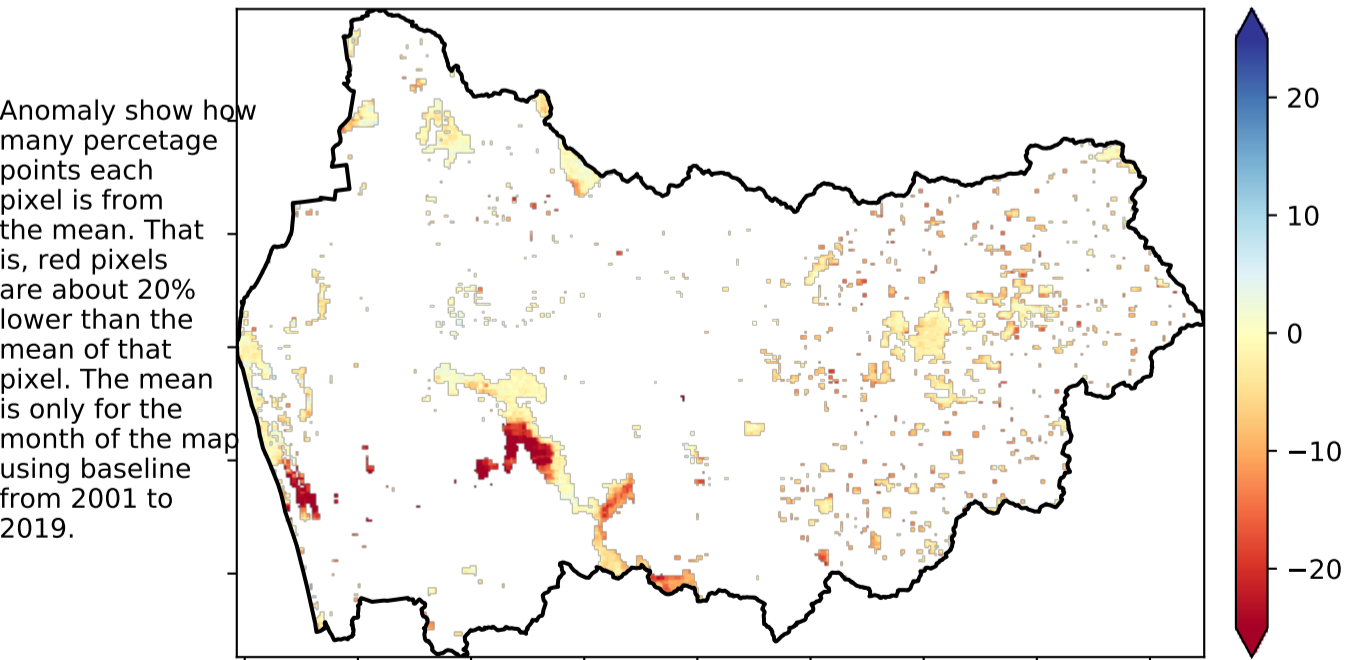 Anomaly show how
many percetage
points each
pixel is from
the mean. That
is, red pixels
are about 20%
lower than the
mean of that
pixel. The mean
is only for the
month of the map
using baseline
from 2001 to
2019.
20
10
0
−10
−20